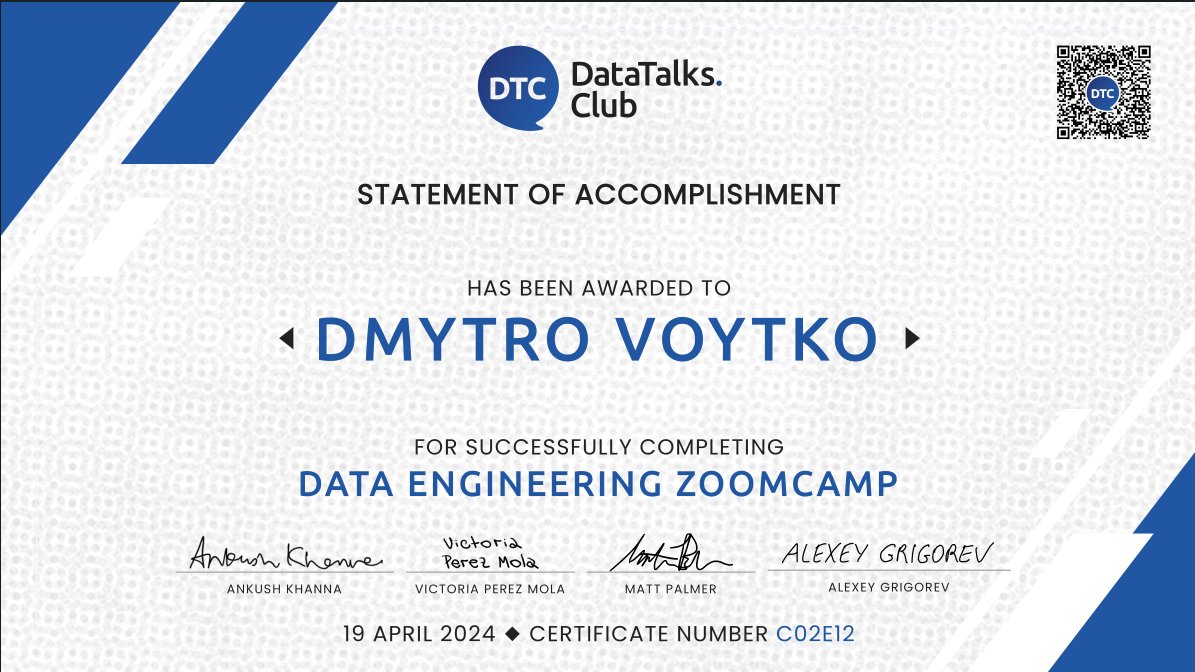 DTC
DataTalks.
Club
DTC
STATEMENT OF ACCOMPLISHMENT
HAS BEEN AWARDED TO
DMYTRO VOYTKO
FOR SUCCESSFULLY COMPLETING
DATA ENGINEERING ZOOMCAMP
Ankush Khanna
Victoria
Perez Mola
ALEXEY GRIGOREV
ANKUSH KHANNA
VICTORIA PEREZ MOLA
MATT PALMER
ALEXEY GRIGOREV
19 APRIL 2024 ◆ CERTIFICATE NUMBER C02E12